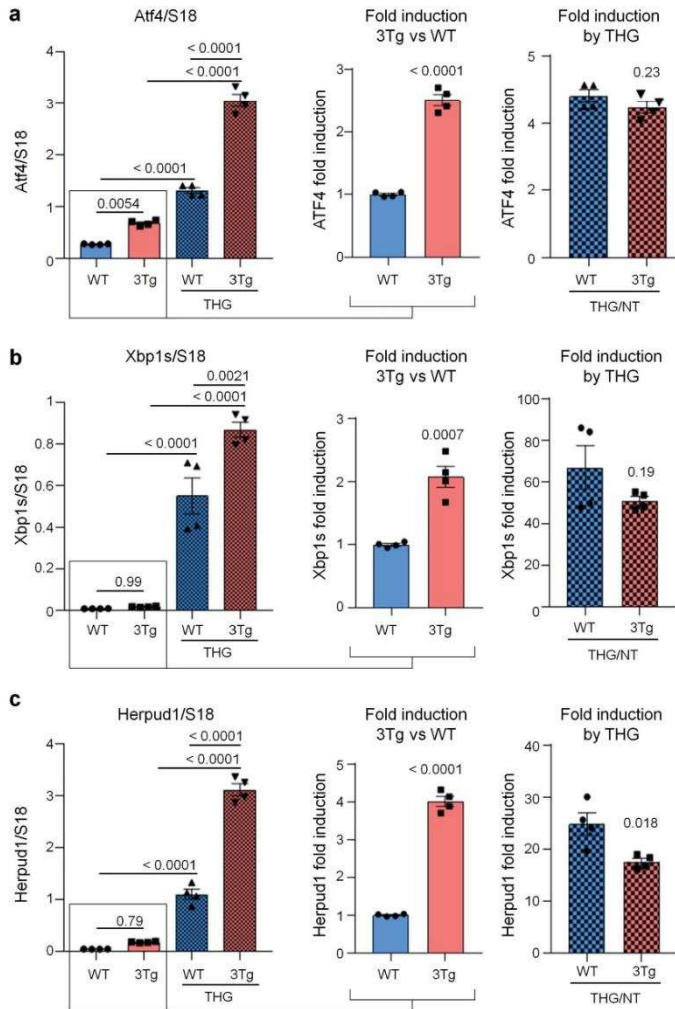 a
Atf4/S18
Atf4/S18
4
3
2
1
0
< 0.0001
< 0.0001
< 0.0001
0.0054
WT
3Tg
WT
3Tg
THG
Fold induction
3Tg vs WT
ATF4 fold induction
3
2
1
0
< 0.0001
WT
3Tg
Fold induction
by THG
ATF4 fold induction
6
4
2
0
0.23
WT
3Tg
THG/NT
b
Xbp1s/S18
Xbp1s/S18
1
0.8
0.6
0.4
0.2
0
0.0021
< 0.0001
< 0.0001
0.99
WT
3Tg
WT
3Tg
THG
Fold induction
3Tg vs WT
Xbp1s fold induction
3
2
1
0
0.0007
WT
3Tg
Fold induction
by THG
Xbp1s fold induction
100
80
60
40
20
0
0.19
WT
3Tg
THG/NT
c
Herpud1/S18
Herpud1/S18
4
3
2
1
0
< 0.0001
< 0.0001
< 0.0001
0.79
WT
3Tg
WT
3Tg
THG
Fold induction
3Tg vs WT
Herpud1 fold induction
6
4
2
0
< 0.0001
WT
3Tg
Fold induction
by THG
Herpud1 fold induction
40
30
20
10
0
0.018
WT
3Tg
THG/NT